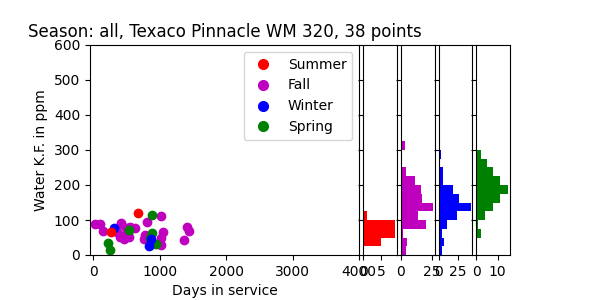 Season: all, Texaco Pinnacle WM 320, 38 points
Water K.F. in ppm
600
500
400
300
200
100
0
Summer
Fall
Winter
Spring
0 1000 2000 3000 4000 0 5 0 25 0 25 0 10
Days in service